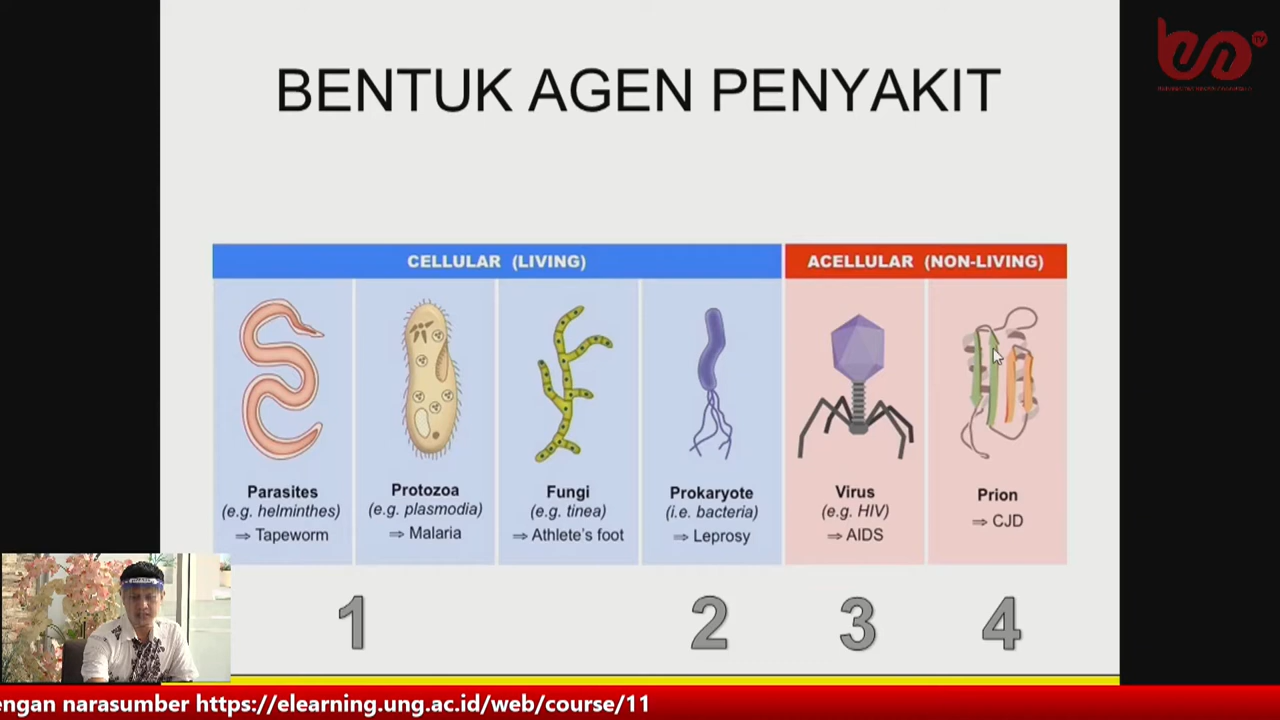 BENTUK AGEN PENYAKIT
CELLULAR (LIVING)
ACELLULAR (NON-LIVING)
Parasites
(e.g. helminthes)
⇒ Tapeworm
Protozoa
(e.g. plasmodia)
⇒ Malaria
Fungi
(e.g. tinea)
⇒ Athlete's foot
Prokaryote
(i.e. bacteria)
⇒ Leprosy
Virus
(e.g. HIV)
⇒ AIDS
Prion
⇒ CJD
1
2
3
4
engan narasumber https://elearning.ung.ac.id/web/course/11